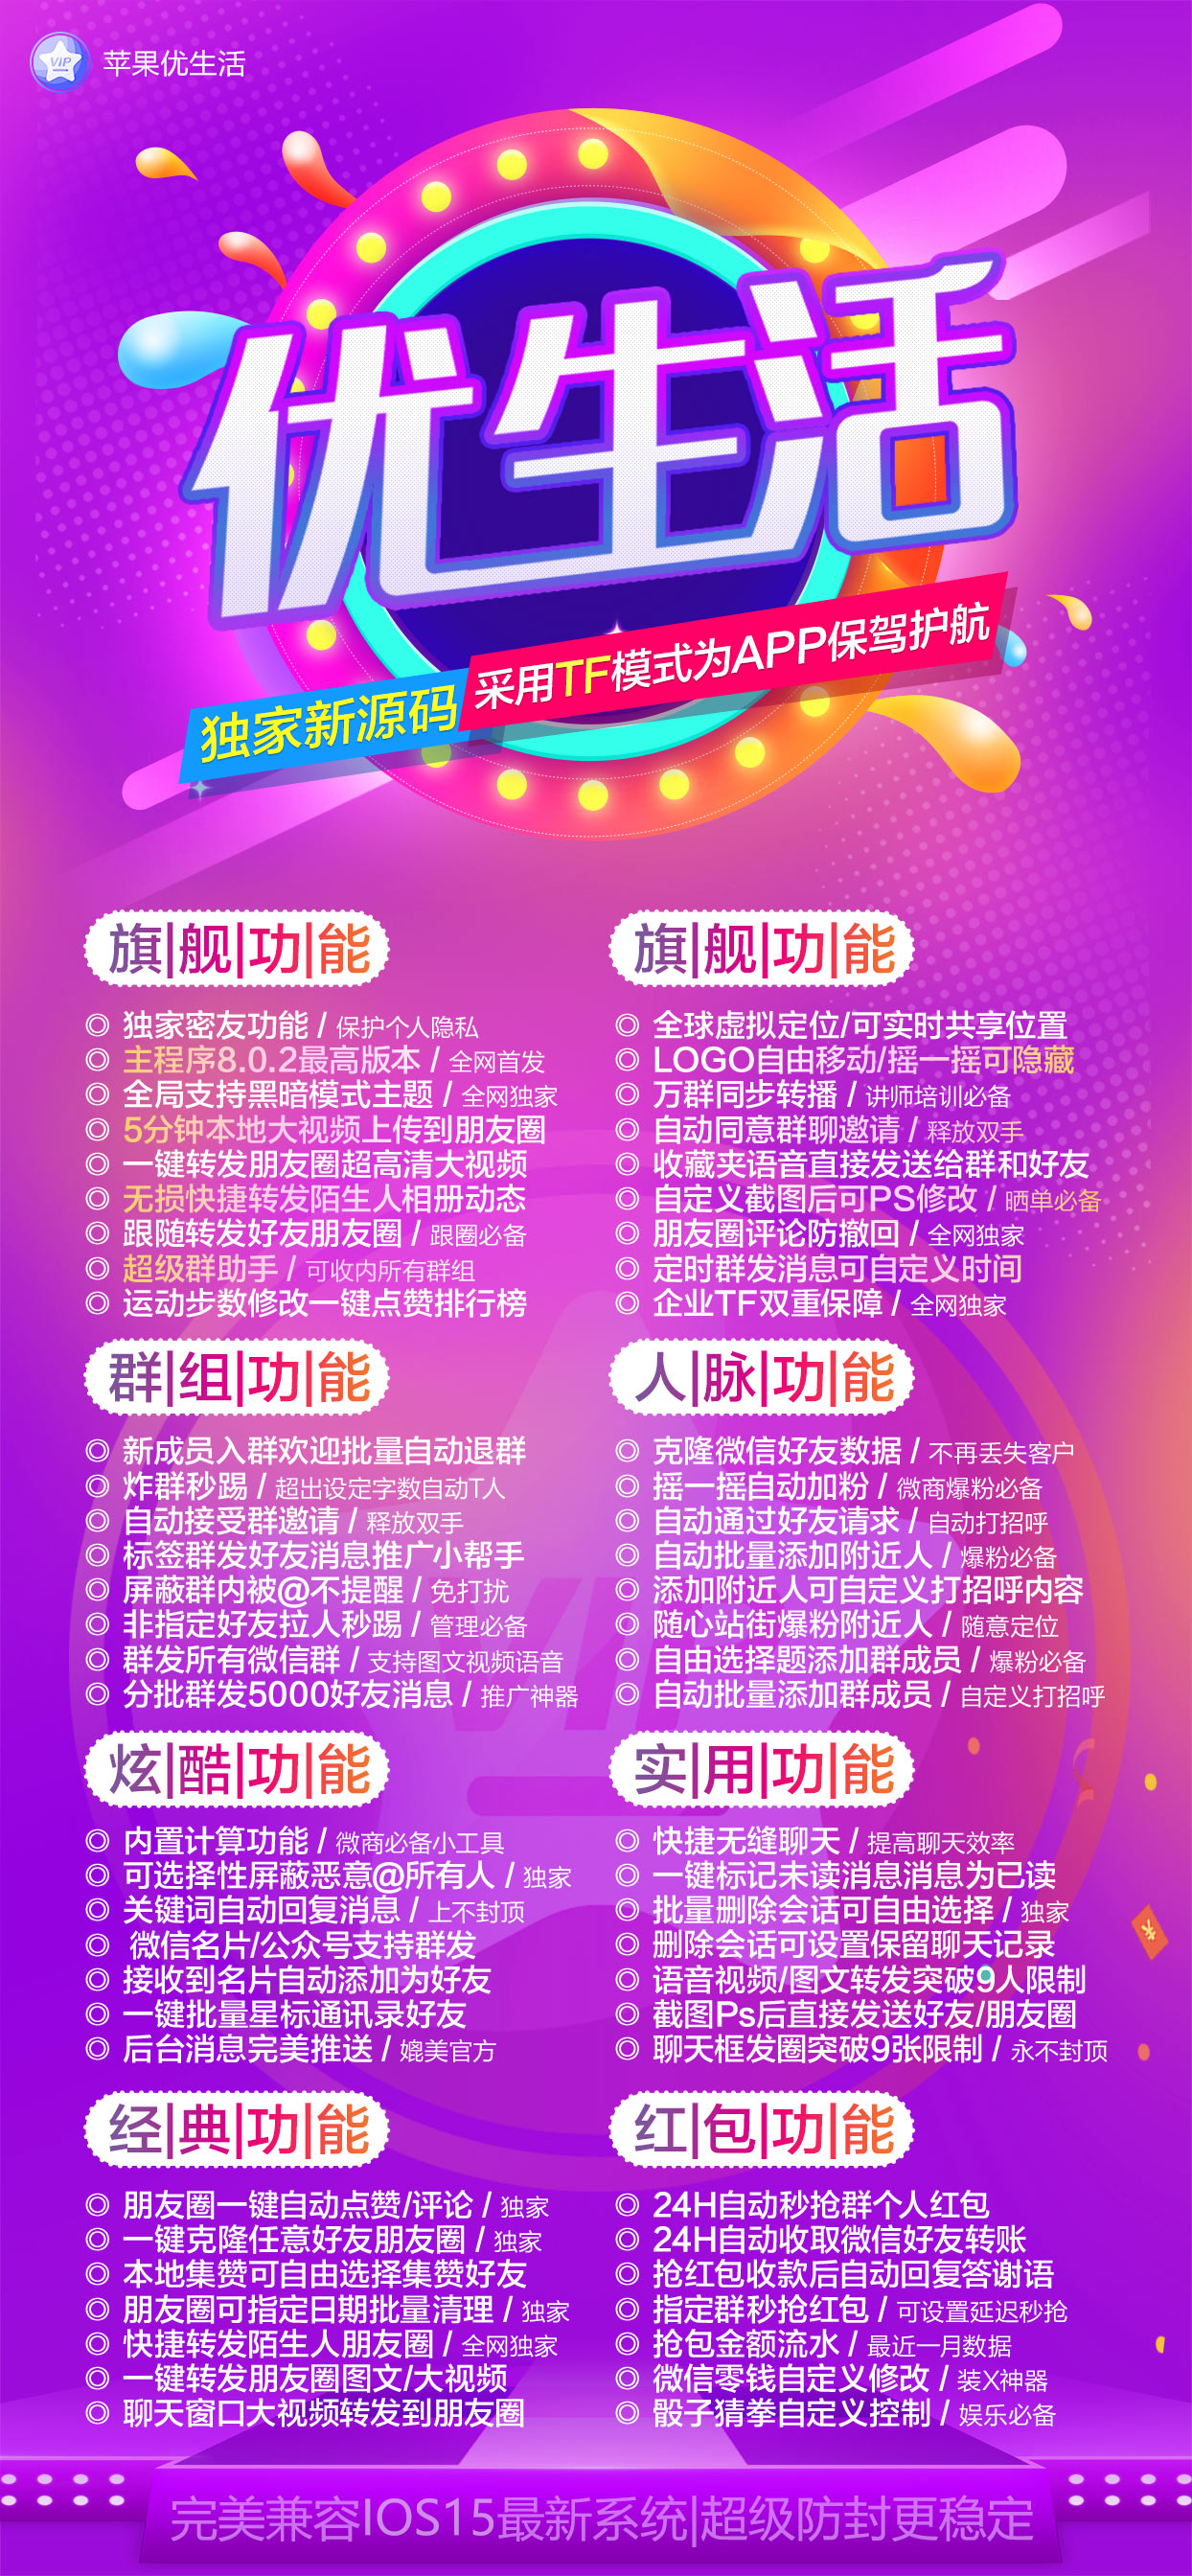 VIP
苹果优生活
优生活
独家新源码
采用TF模式为APP保驾护航
旗|舰|功|能
◎ 独家密友功能 / 保护个人隐私
◎ 主程序8.0.2最高版本 / 全网首发
◎ 全局支持黑暗模式主题 / 全网独家
◎ 5分钟本地大视频上传到朋友圈
◎ 一键转发朋友圈超高清大视频
◎ 无损快捷转发陌生人相册动态
◎ 跟随转发好友朋友圈 / 跟圈必备
◎ 超级群助手 / 可收内所有群组
◎ 运动步数修改一键点赞排行榜
旗|舰|功|能
◎ 全球虚拟定位/可实时共享位置
◎ LOGO自由移动/摇一摇可隐藏
◎ 万群同步转播 / 讲师培训必备
◎ 自动同意群聊邀请 / 释放双手
◎ 收藏夹语音直接发送给群和好友
◎ 自定义截图后可PS修改 / 晒单必备
◎ 朋友圈评论防撤回 / 全网独家
◎ 定时群发消息可自定义时间
◎ 企业TF双重保障 / 全网独家
群|组|功|能
◎ 新成员入群欢迎批量自动退群
◎ 炸群秒踢 / 超出设定字数自动T人
◎ 自动接受群邀请 / 释放双手
◎ 标签群发好友消息推广小帮手
◎ 屏蔽群内被@不提醒 / 免打扰
◎ 非指定好友拉人秒踢 / 管理必备
◎ 群发所有微信群 / 支持图文视频语音
◎ 分批群发5000好友消息 / 推广神器
人|脉|功|能
◎ 克隆微信好友数据 / 不再丢失客户
◎ 摇一摇自动加粉 / 微商爆粉必备
◎ 自动通过好友请求 / 自动打招呼
◎ 自动批量添加附近人 / 爆粉必备
◎ 添加附近人可自定义打招呼内容
◎ 随心站街爆粉附近人 / 随意定位
◎ 自由选择题添加群成员 / 爆粉必备
◎ 自动批量添加群成员 / 自定义打招呼
炫|酷|功|能
◎ 内置计算功能 / 微商必备小工具
◎ 可选择性屏蔽恶意@所有人 / 独家
◎ 关键词自动回复消息 / 上不封顶
◎ 微信名片/公众号支持群发
◎ 接收到名片自动添加为好友
◎ 一键批量星标通讯录好友
◎ 后台消息完美推送 / 媲美官方
实|用|功|能
◎ 快捷无缝聊天 / 提高聊天效率
◎ 一键标记未读消息消息为已读
◎ 批量删除会话可自由选择 / 独家
◎ 删除会话可设置保留聊天记录
◎ 语音视频/图文转发突破9人限制
◎ 截图Ps后直接发送好友/朋友圈
◎ 聊天框发圈突破9张限制 / 永不封顶
经|典|功|能
◎ 朋友圈一键自动点赞/评论 / 独家
◎ 一键克隆任意好友朋友圈 / 独家
◎ 本地集赞可自由选择集赞好友
◎ 朋友圈可指定日期批量清理 / 独家
◎ 快捷转发陌生人朋友圈 / 全网独家
◎ 一键转发朋友圈图文/大视频
◎ 聊天窗口大视频转发到朋友圈
红|包|功|能
◎ 24H自动秒抢群个人红包
◎ 24H自动收取微信好友转账
◎ 抢红包收款后自动回复答谢语
◎ 指定群秒抢红包 / 可设置延迟秒抢
◎ 抢包金额流水 / 最近一月数据
◎ 微信零钱自定义修改 / 装X神器
◎ 骰子猜拳自定义控制 / 娱乐必备
完美兼容IOS15最新系统|超级防封更稳定